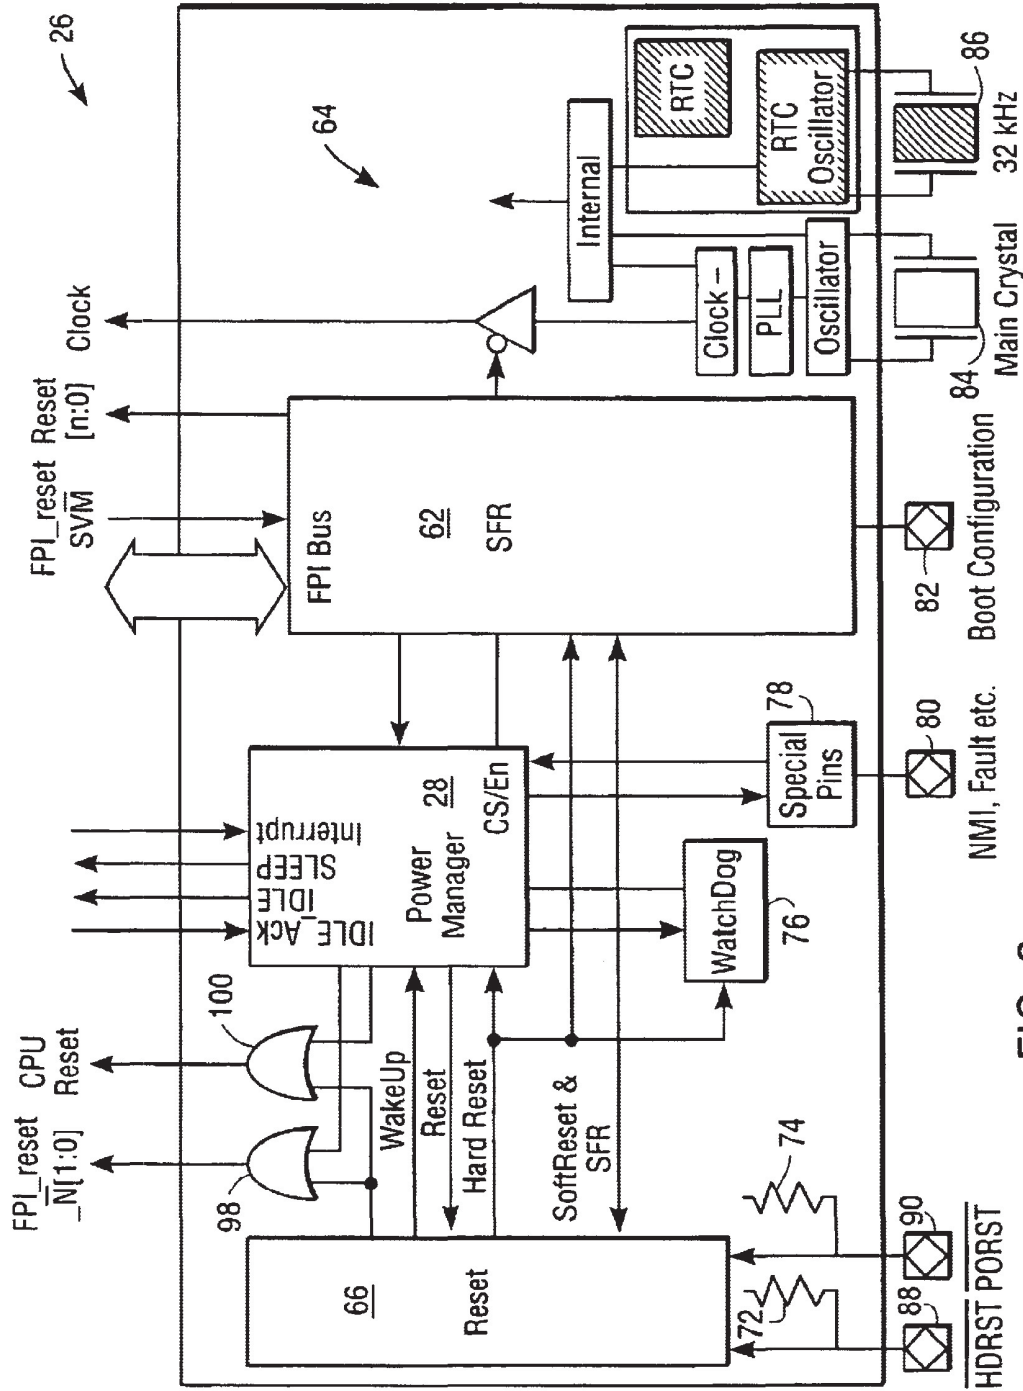 26
64
FPI_reset
_N[1:0]
CPU
Reset
FPI_reset
SVM
Reset
[n:0]
Clock
98
100
IDLE_Ack
IDLE
SLEEP
Interrupt
Power
Manager
28
CS/En
FPI Bus
62
SFR
Internal
RTC
RTC
Oscillator
Clock –
PLL
Oscillator
WakeUp
Reset
Hard Reset
SoftReset &
SFR
66
Reset
WatchDog
76
Special
Pins
78
72
74
88
90
80
82
84
86
HDRST
PORST
NMI, Fault etc.
Boot Configuration
Main Crystal
32 kHz